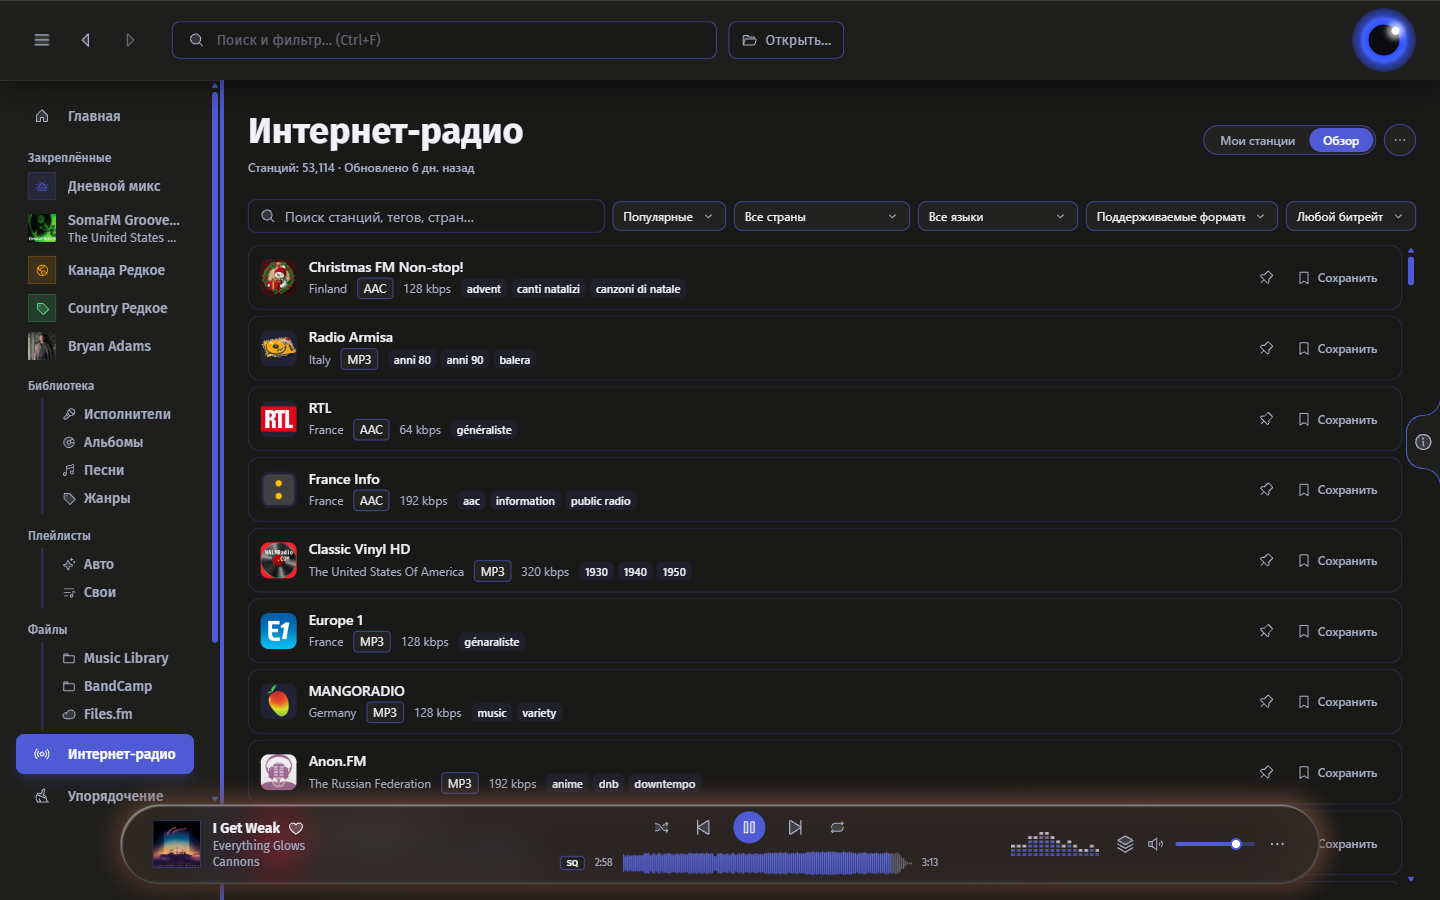 Поиск и фильтр... (Ctrl+F)
Открыть...
Главная
Закреплённые
Дневной микс
SomaFM Groove...
The United States ...
Канада Редкое
Country Редкое
Bryan Adams
Библиотека
Исполнители
Альбомы
Песни
Жанры
Плейлисты
Авто
Свои
Файлы
Music Library
BandCamp
Files.fm
Интернет-радио
Упорядочение
Интернет-радио
Станций: 53,114 · Обновлено 6 дн. назад
Мои станции
Обзор
Поиск станций, тегов, стран...
Популярные
Все страны
Все языки
Поддерживаемые форматы
Любой битрейт
Christmas FM Non-stop!
Finland AAC 128 kbps advent canti natalizi canzoni di natale
Сохранить
Radio Armisa
Italy MP3 anni 80 anni 90 balera
Сохранить
RTL
RTL
France AAC 64 kbps généraliste
Сохранить
France Info
France AAC 192 kbps aac information public radio
Сохранить
Classic Vinyl HD
The United States Of America MP3 320 kbps 1930 1940 1950
Сохранить
E1
Europe 1
France MP3 128 kbps génaraliste
Сохранить
MANGORADIO
Germany MP3 128 kbps music variety
Сохранить
Anon.FM
The Russian Federation MP3 192 kbps anime dnb downtempo
Сохранить
Сохранить
I Get Weak
Everything Glows
Cannons
SQ 2:58
3:13